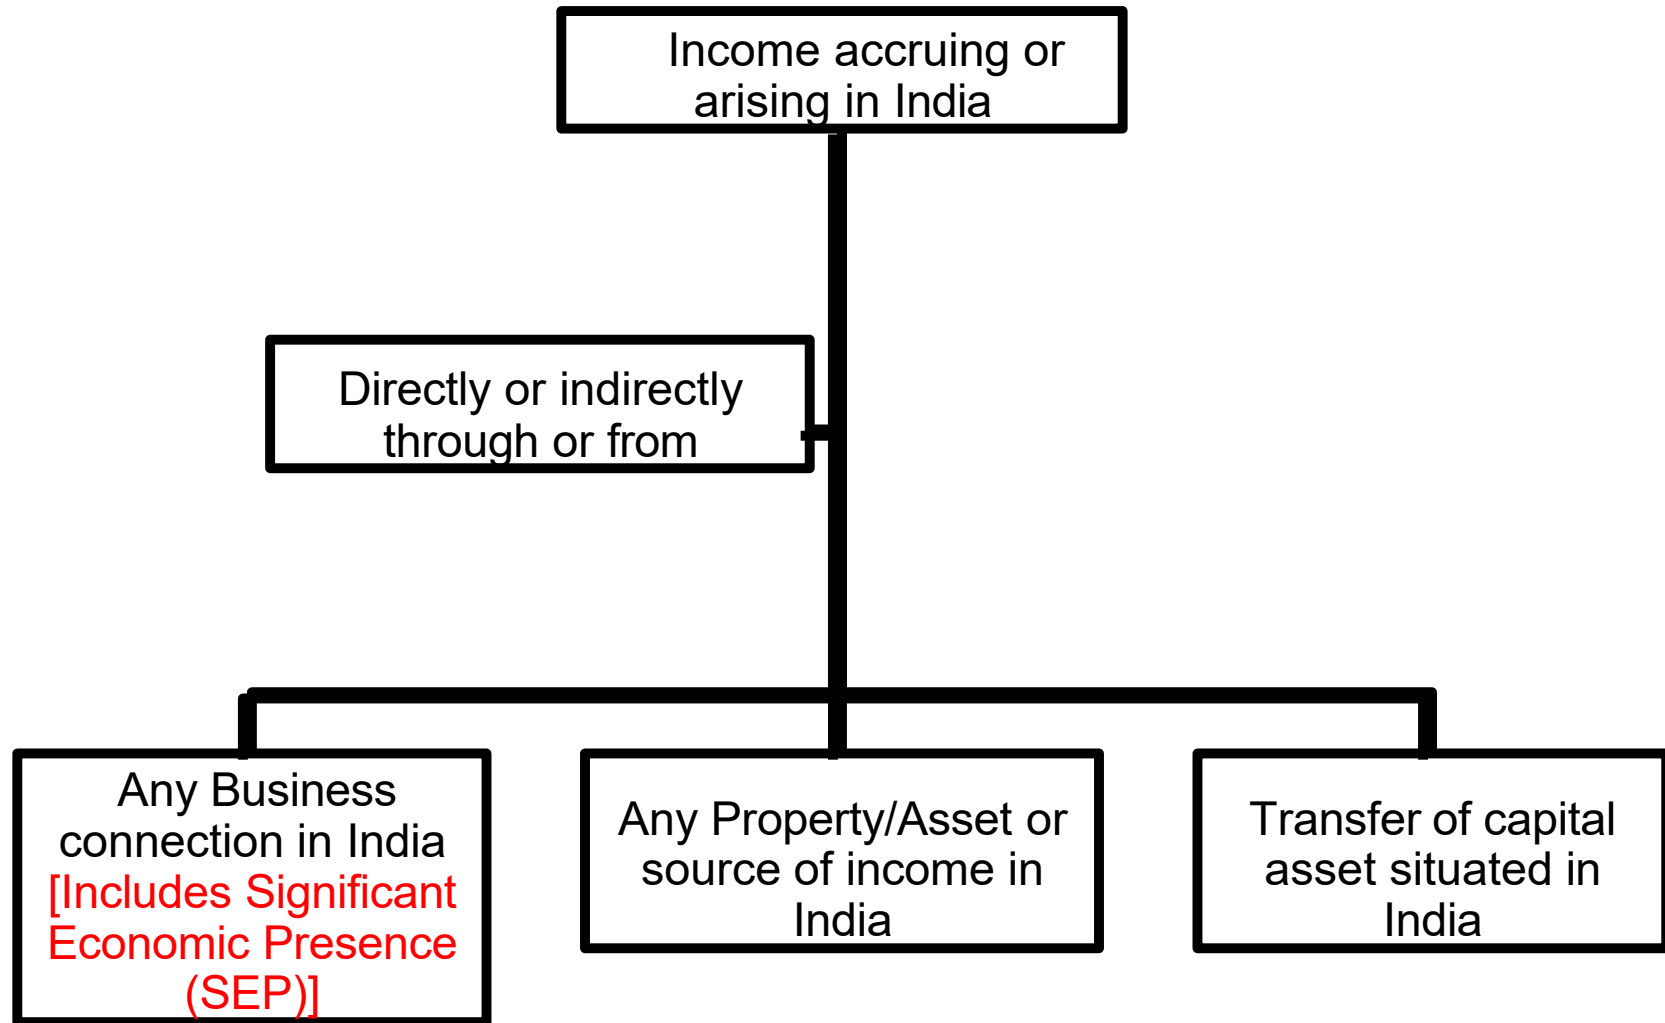 Income accruing or
arising in India
Directly or indirectly
through or from
Any Business
connection in India
[Includes Significant
Economic Presence
(SEP)]
Any Property/Asset or
source of income in
India
Transfer of capital
asset situated in
India